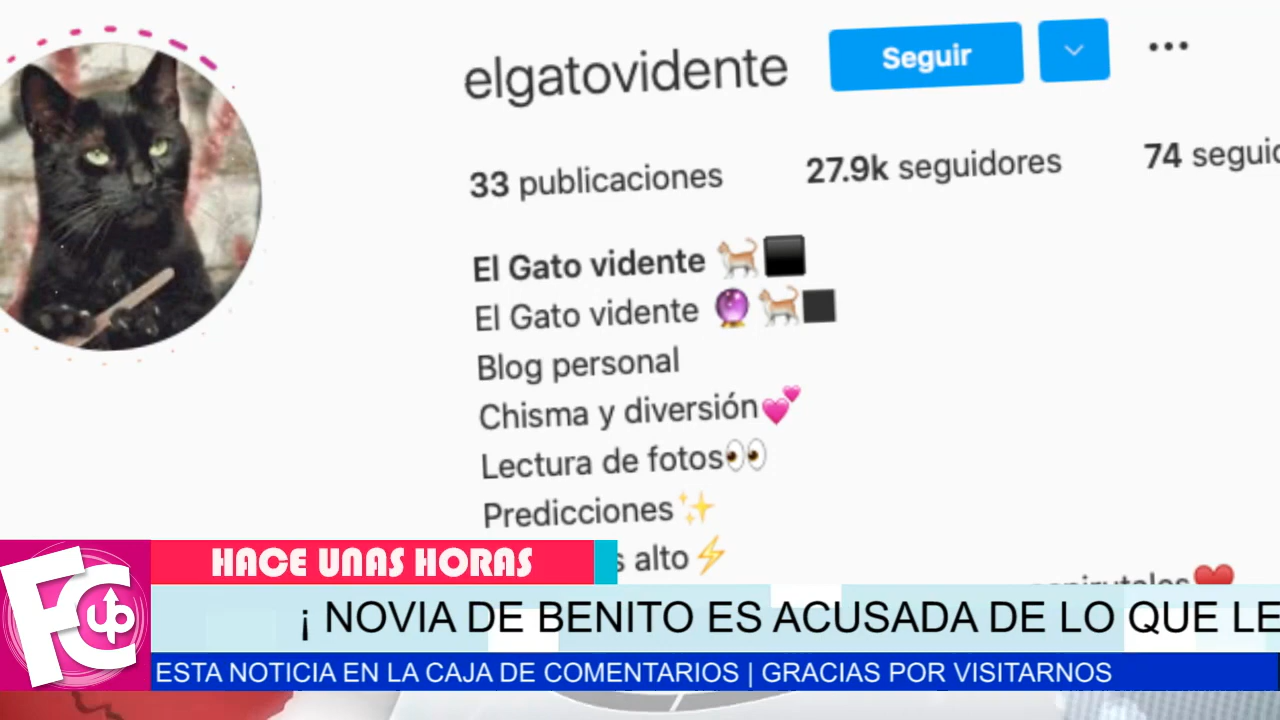 elgatovidente Seguir
33 publicaciones 27.9k seguidores 74
El Gato vidente
El Gato vidente
Blog personal
Chisma y diversión
Lectura de fotos
Predicciones
alto
HACE UNAS HORAS
FC up
¡ NOVIA DE BENITO ES ACUSADA DE LO QUE LE
ESTA NOTICIA EN LA CAJA DE COMENTARIOS | GRACIAS POR VISITARNOS